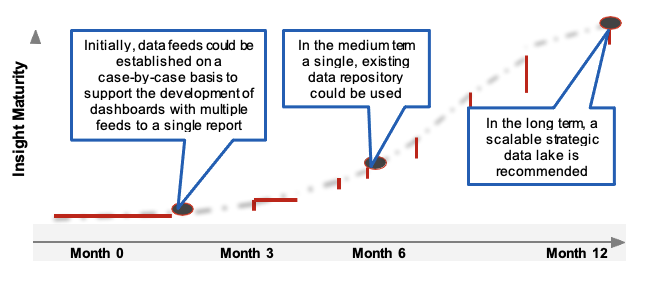 Initially, data feeds could be
established on a
case-by-case basis to
support the development of
dashboards with multiple
feeds to a single report
In the medium term
a single, existing
data repository
could be used
In the long term, a
scalable strategic
data lake is
recommended
Insight Maturity
Month 0
Month 3
Month 6
Month 12